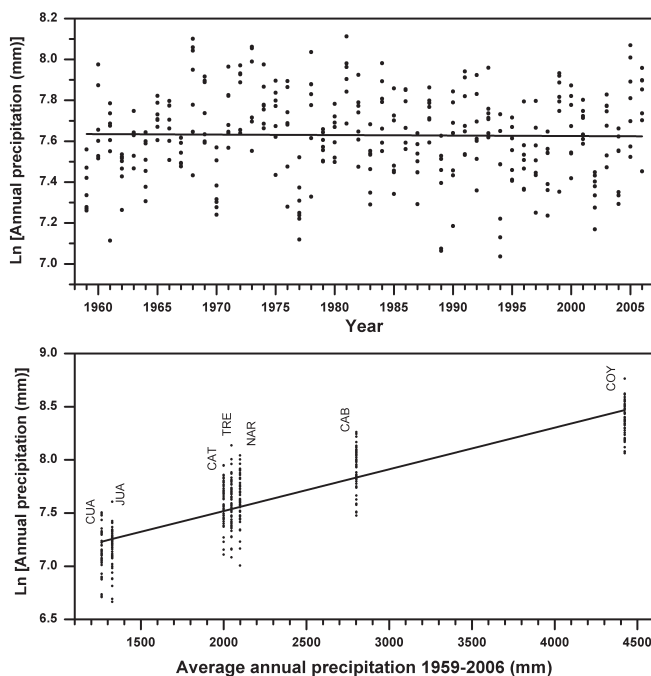 8.2
8.0
7.8
7.6
7.4
7.2
7.0
Ln [Annual precipitation (mm)]
1960 1965 1970 1975 1980 1985 1990 1995 2000 2005
Year
9.0
8.5
8.0
7.5
7.0
6.5
Ln [Annual precipitation (mm)]
CUA
JUA
CAT
TRE
NAR
CAB
COY
1500 2000 2500 3000 3500 4000 4500
Average annual precipitation 1959-2006 (mm)